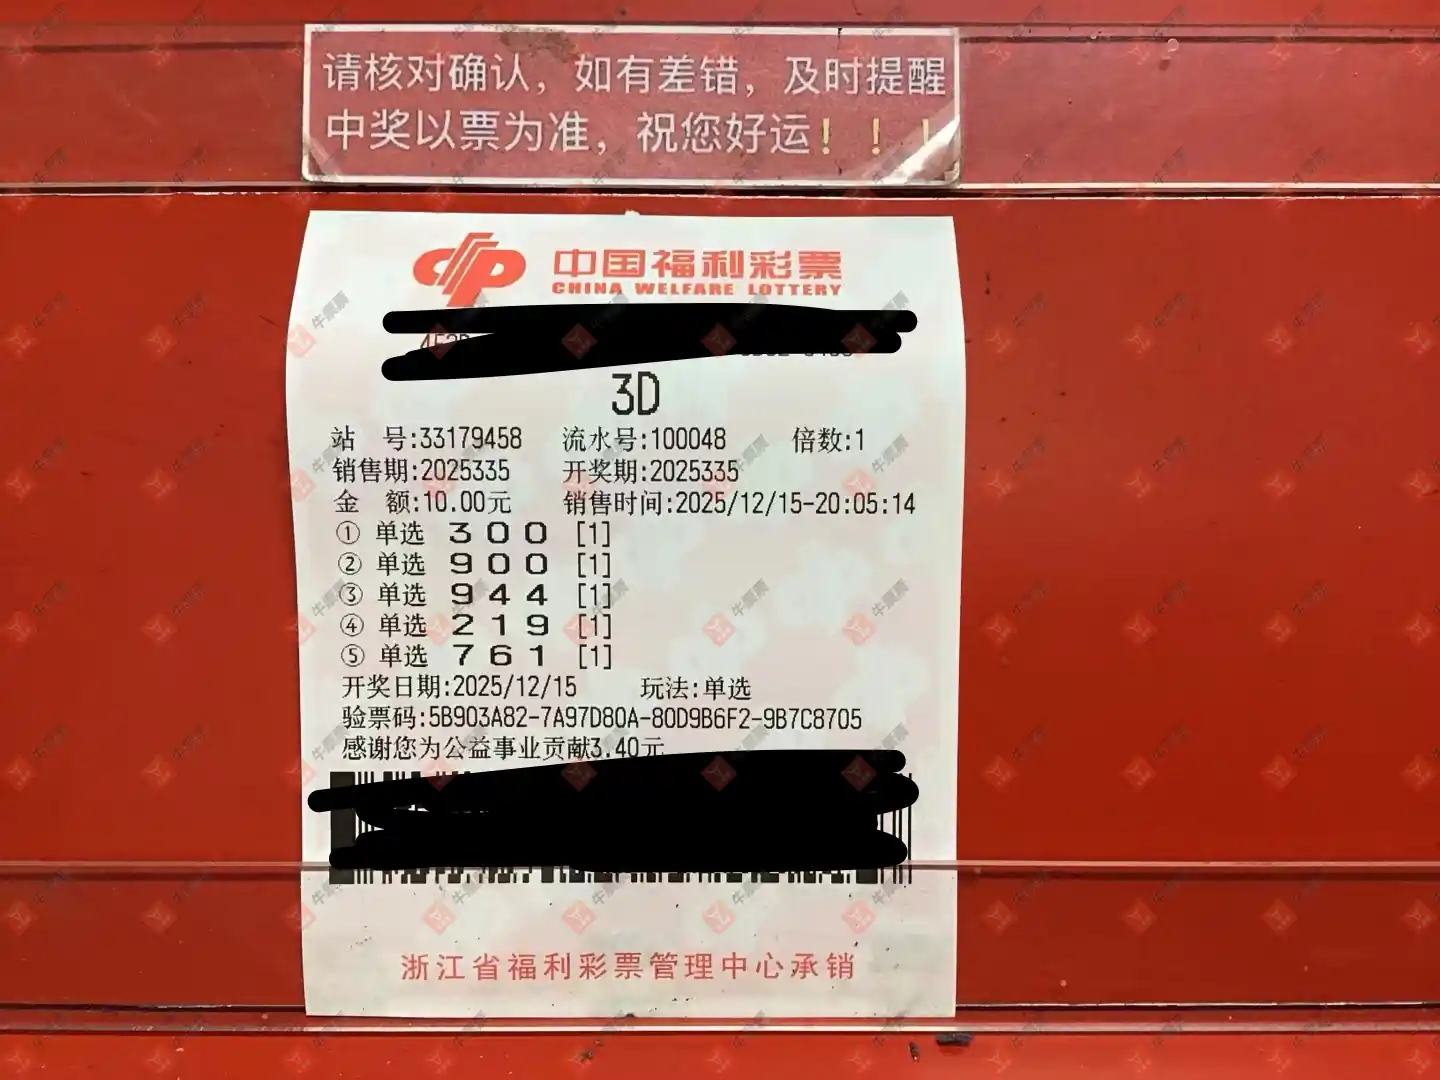 请核对确认，如有差错，及时提醒
中奖以票为准，祝您好运！！！
中国福利彩票
CHINA WELFARE LOTTERY
3D
站 号:33179458 流水号:100048 倍数:1
销售期:2025335 开奖期:2025335
金 额:10.00元 销售时间:2025/12/15-20:05:14
① 单选 3 0 0 [1]
② 单选 9 0 0 [1]
③ 单选 9 4 4 [1]
④ 单选 2 1 9 [1]
⑤ 单选 7 6 1 [1]
开奖日期:2025/12/15 玩法:单选
验票码:5B903A82-7A97D80A-80D9B6F2-9B7C8705
感谢您为公益事业贡献3.40元
浙江省福利彩票管理中心承销
牛票票